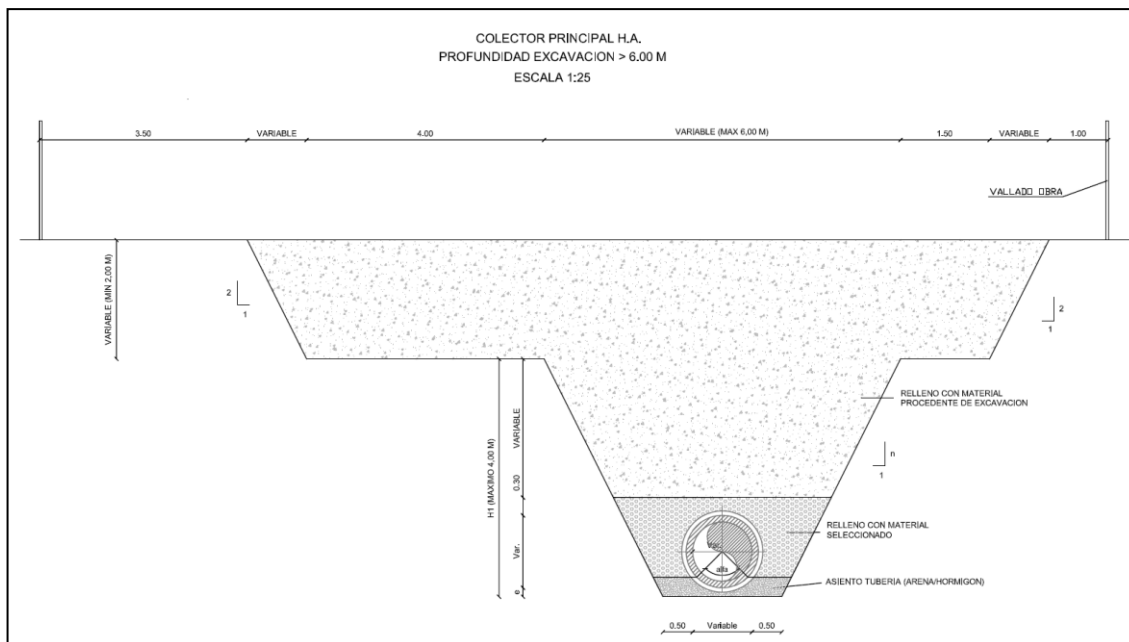 COLECTOR PRINCIPAL H.A.
PROFUNDIDAD EXCAVACION > 6.00 M
ESCALA 1:25
3.50
VARIABLE
4.00
VARIABLE (MAX 6,00 M)
1.50
VARIABLE
1.00
VALLADO OBRA
VARIABLE (MIN 2,00 M)
2
1
2
1
H1 (MAXIMO 4,00 M)
VARIABLE
0.30
Var.
e
RELLENO CON MATERIAL
PROCEDENTE DE EXCAVACION
n
1
RELLENO CON MATERIAL
SELECCIONADO
Var.
alfa
ASIENTO TUBERÍA (ARENA/HORMIGON)
0.50
Variable
0.50